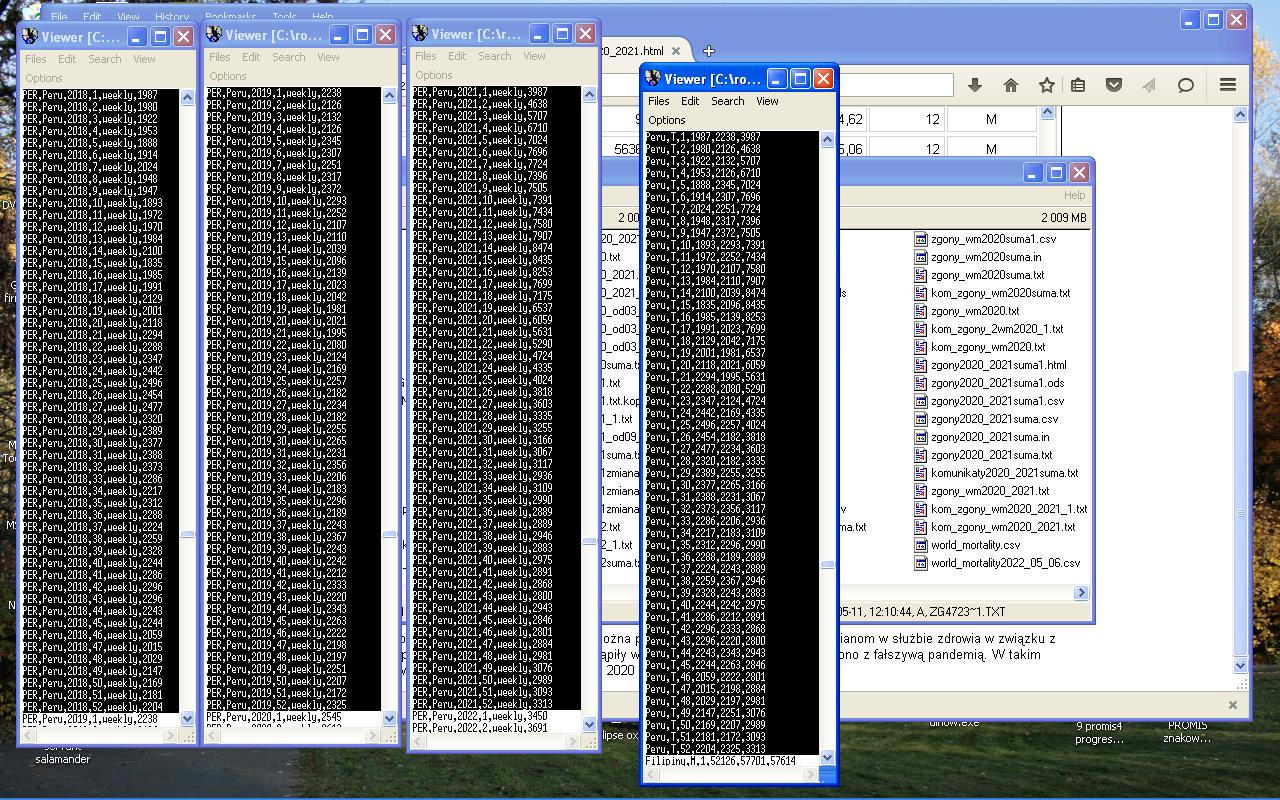 File Edit View History Bookmarks Tools Help
Viewer [C:...
Files Edit Search View
Options
PER,Peru,2018,1,weekly,1987
PER,Peru,2018,2,weekly,1980
PER,Peru,2018,3,weekly,1922
PER,Peru,2018,4,weekly,1953
PER,Peru,2018,5,weekly,1888
PER,Peru,2018,6,weekly,1914
PER,Peru,2018,7,weekly,2024
PER,Peru,2018,8,weekly,1948
PER,Peru,2018,9,weekly,1947
PER,Peru,2018,10,weekly,1893
PER,Peru,2018,11,weekly,1972
PER,Peru,2018,12,weekly,1970
PER,Peru,2018,13,weekly,1984
PER,Peru,2018,14,weekly,2100
PER,Peru,2018,15,weekly,1835
PER,Peru,2018,16,weekly,1985
PER,Peru,2018,17,weekly,1991
PER,Peru,2018,18,weekly,2129
PER,Peru,2018,19,weekly,2001
PER,Peru,2018,20,weekly,2118
PER,Peru,2018,21,weekly,2294
PER,Peru,2018,22,weekly,2288
PER,Peru,2018,23,weekly,2347
PER,Peru,2018,24,weekly,2442
PER,Peru,2018,25,weekly,2496
PER,Peru,2018,26,weekly,2454
PER,Peru,2018,27,weekly,2477
PER,Peru,2018,28,weekly,2320
PER,Peru,2018,29,weekly,2389
PER,Peru,2018,30,weekly,2377
PER,Peru,2018,31,weekly,2388
PER,Peru,2018,32,weekly,2373
PER,Peru,2018,33,weekly,2286
PER,Peru,2018,34,weekly,2217
PER,Peru,2018,35,weekly,2312
PER,Peru,2018,36,weekly,2288
PER,Peru,2018,37,weekly,2224
PER,Peru,2018,38,weekly,2259
PER,Peru,2018,39,weekly,2328
PER,Peru,2018,40,weekly,2244
PER,Peru,2018,41,weekly,2286
PER,Peru,2018,42,weekly,2296
PER,Peru,2018,43,weekly,2296
PER,Peru,2018,44,weekly,2243
PER,Peru,2018,45,weekly,2244
PER,Peru,2018,46,weekly,2059
PER,Peru,2018,47,weekly,2015
PER,Peru,2018,48,weekly,2029
PER,Peru,2018,49,weekly,2147
PER,Peru,2018,50,weekly,2169
PER,Peru,2018,51,weekly,2181
PER,Peru,2018,52,weekly,2204
PER,Peru,2019,1,weekly,2238
Viewer [C:\ro...
Files Edit Search View
Options
PER,Peru,2019,1,weekly,2238
PER,Peru,2019,2,weekly,2126
PER,Peru,2019,3,weekly,2132
PER,Peru,2019,4,weekly,2126
PER,Peru,2019,5,weekly,2345
PER,Peru,2019,6,weekly,2307
PER,Peru,2019,7,weekly,2251
PER,Peru,2019,8,weekly,2317
PER,Peru,2019,9,weekly,2372
PER,Peru,2019,10,weekly,2293
PER,Peru,2019,11,weekly,2252
PER,Peru,2019,12,weekly,2107
PER,Peru,2019,13,weekly,2110
PER,Peru,2019,14,weekly,2039
PER,Peru,2019,15,weekly,2096
PER,Peru,2019,16,weekly,2139
PER,Peru,2019,17,weekly,2023
PER,Peru,2019,18,weekly,2042
PER,Peru,2019,19,weekly,1981
PER,Peru,2019,20,weekly,2021
PER,Peru,2019,21,weekly,1995
PER,Peru,2019,22,weekly,2080
PER,Peru,2019,23,weekly,2124
PER,Peru,2019,24,weekly,2169
PER,Peru,2019,25,weekly,2257
PER,Peru,2019,26,weekly,2182
PER,Peru,2019,27,weekly,2234
PER,Peru,2019,28,weekly,2182
PER,Peru,2019,29,weekly,2255
PER,Peru,2019,30,weekly,2265
PER,Peru,2019,31,weekly,2231
PER,Peru,2019,32,weekly,2356
PER,Peru,2019,33,weekly,2206
PER,Peru,2019,34,weekly,2183
PER,Peru,2019,35,weekly,2296
PER,Peru,2019,36,weekly,2189
PER,Peru,2019,37,weekly,2243
PER,Peru,2019,38,weekly,2367
PER,Peru,2019,39,weekly,2243
PER,Peru,2019,40,weekly,2242
PER,Peru,2019,41,weekly,2212
PER,Peru,2019,42,weekly,2333
PER,Peru,2019,43,weekly,2220
PER,Peru,2019,44,weekly,2343
PER,Peru,2019,45,weekly,2263
PER,Peru,2019,46,weekly,2222
PER,Peru,2019,47,weekly,2198
PER,Peru,2019,48,weekly,2197
PER,Peru,2019,49,weekly,2251
PER,Peru,2019,50,weekly,2207
PER,Peru,2019,51,weekly,2172
PER,Peru,2019,52,weekly,2325
PER,Peru,2020,1,weekly,2545
Viewer [C:\r...
Files Edit Search View
Options
PER,Peru,2021,1,weekly,3987
PER,Peru,2021,2,weekly,4638
PER,Peru,2021,3,weekly,5707
PER,Peru,2021,4,weekly,6710
PER,Peru,2021,5,weekly,7024
PER,Peru,2021,6,weekly,7696
PER,Peru,2021,7,weekly,7724
PER,Peru,2021,8,weekly,7396
PER,Peru,2021,9,weekly,7505
PER,Peru,2021,10,weekly,7391
PER,Peru,2021,11,weekly,7434
PER,Peru,2021,12,weekly,7580
PER,Peru,2021,13,weekly,7907
PER,Peru,2021,14,weekly,8474
PER,Peru,2021,15,weekly,8435
PER,Peru,2021,16,weekly,8253
PER,Peru,2021,17,weekly,7699
PER,Peru,2021,18,weekly,7175
PER,Peru,2021,19,weekly,6537
PER,Peru,2021,20,weekly,6059
PER,Peru,2021,21,weekly,5631
PER,Peru,2021,22,weekly,5290
PER,Peru,2021,23,weekly,4724
PER,Peru,2021,24,weekly,4335
PER,Peru,2021,25,weekly,4024
PER,Peru,2021,26,weekly,3818
PER,Peru,2021,27,weekly,3603
PER,Peru,2021,28,weekly,3335
PER,Peru,2021,29,weekly,3255
PER,Peru,2021,30,weekly,3166
PER,Peru,2021,31,weekly,3067
PER,Peru,2021,32,weekly,3117
PER,Peru,2021,33,weekly,2936
PER,Peru,2021,34,weekly,3109
PER,Peru,2021,35,weekly,2990
PER,Peru,2021,36,weekly,2889
PER,Peru,2021,37,weekly,2889
PER,Peru,2021,38,weekly,2946
PER,Peru,2021,39,weekly,2883
PER,Peru,2021,40,weekly,2975
PER,Peru,2021,41,weekly,2891
PER,Peru,2021,42,weekly,2868
PER,Peru,2021,43,weekly,2800
PER,Peru,2021,44,weekly,2943
PER,Peru,2021,45,weekly,2846
PER,Peru,2021,46,weekly,2801
PER,Peru,2021,47,weekly,2884
PER,Peru,2021,48,weekly,2981
PER,Peru,2021,49,weekly,3076
PER,Peru,2021,50,weekly,2989
PER,Peru,2021,51,weekly,3093
PER,Peru,2021,52,weekly,3313
PER,Peru,2022,1,weekly,3450
PER,Peru,2022,2,weekly,3691
Viewer [C:\ro...
Files Edit Search View
Options
Peru,T,1,1987,2238,3987
Peru,T,2,1980,2126,4638
Peru,T,3,1922,2132,5707
Peru,T,4,1953,2126,6710
Peru,T,5,1888,2345,7024
Peru,T,6,1914,2307,7696
Peru,T,7,2024,2251,7724
Peru,T,8,1948,2317,7396
Peru,T,9,1947,2372,7505
Peru,T,10,1893,2293,7391
Peru,T,11,1972,2252,7434
Peru,T,12,1970,2107,7580
Peru,T,13,1984,2110,7907
Peru,T,14,2100,2039,8474
Peru,T,15,1835,2096,8435
Peru,T,16,1985,2139,8253
Peru,T,17,1991,2023,7699
Peru,T,18,2129,2042,7175
Peru,T,19,2001,1981,6537
Peru,T,20,2118,2021,6059
Peru,T,21,2294,1995,5631
Peru,T,22,2288,2080,5290
Peru,T,23,2347,2124,4724
Peru,T,24,2442,2169,4335
Peru,T,25,2496,2257,4024
Peru,T,26,2454,2182,3818
Peru,T,27,2477,2234,3603
Peru,T,28,2320,2182,3335
Peru,T,29,2389,2255,3255
Peru,T,30,2377,2265,3166
Peru,T,31,2388,2231,3067
Peru,T,32,2373,2356,3117
Peru,T,33,2286,2206,2936
Peru,T,34,2217,2183,3109
Peru,T,35,2312,2296,2990
Peru,T,36,2288,2189,2889
Peru,T,37,2224,2243,2889
Peru,T,38,2259,2367,2946
Peru,T,39,2328,2243,2883
Peru,T,40,2244,2242,2975
Peru,T,41,2286,2212,2891
Peru,T,42,2296,2333,2868
Peru,T,43,2296,2220,2800
Peru,T,44,2243,2343,2943
Peru,T,45,2244,2263,2846
Peru,T,46,2059,2222,2801
Peru,T,47,2015,2198,2884
Peru,T,48,2029,2197,2981
Peru,T,49,2147,2251,3076
Peru,T,50,2169,2207,2989
Peru,T,51,2181,2172,3093
Peru,T,52,2204,2325,3313
Filipiny,M,1,52126,57701,57614
0_2021.html
4,62 12 M
5636 5,06 12 M
Help
2 00 2 009 MB
zgony_wm2020suma1.csv
zgony_wm2020suma.in
zgony_wm2020suma.txt
kom_zgony_wm2020suma.txt
zgony_wm2020.txt
kom_zgony_2wm2020_1.txt
kom_zgony_wm2020.txt
zgony2020_2021suma1.html
zgony2020_2021suma1.ods
zgony2020_2021suma1.csv
zgony2020_2021suma.csv
zgony2020_2021suma.in
zgony2020_2021suma.txt
komunikaty2020_2021suma.txt
zgony_wm2020_2021.txt
kom_zgony_wm2020_2021_1.txt
kom_zgony_wm2020_2021.txt
world_mortality.csv
world_mortality2022_05_06.csv
05-11, 12:10:44, A, ZG4723~1.TXT
ożna p ianom w służbie zdrowia w związku z
ąpiły w ono z fałszywą pandemią. W takim
2020
salamander
9 promis4
progres...
PROMIS
znakow...